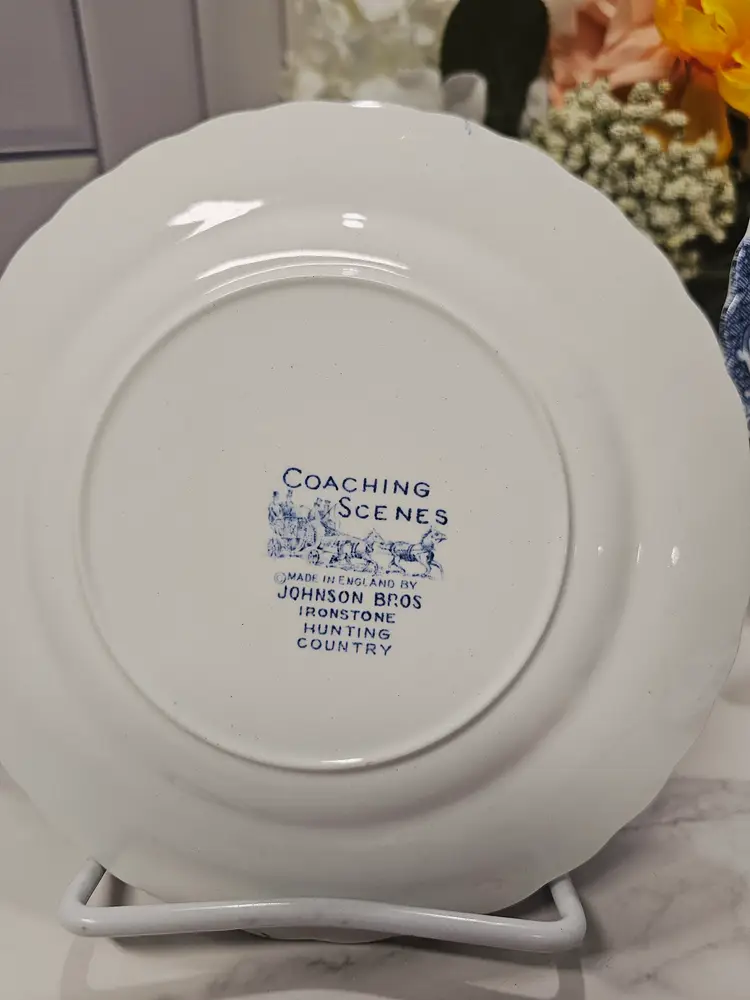 COACHING
SCENES
©MADE IN ENGLAND BY
JOHNSON BROS
IRONSTONE
HUNTING
COUNTRY